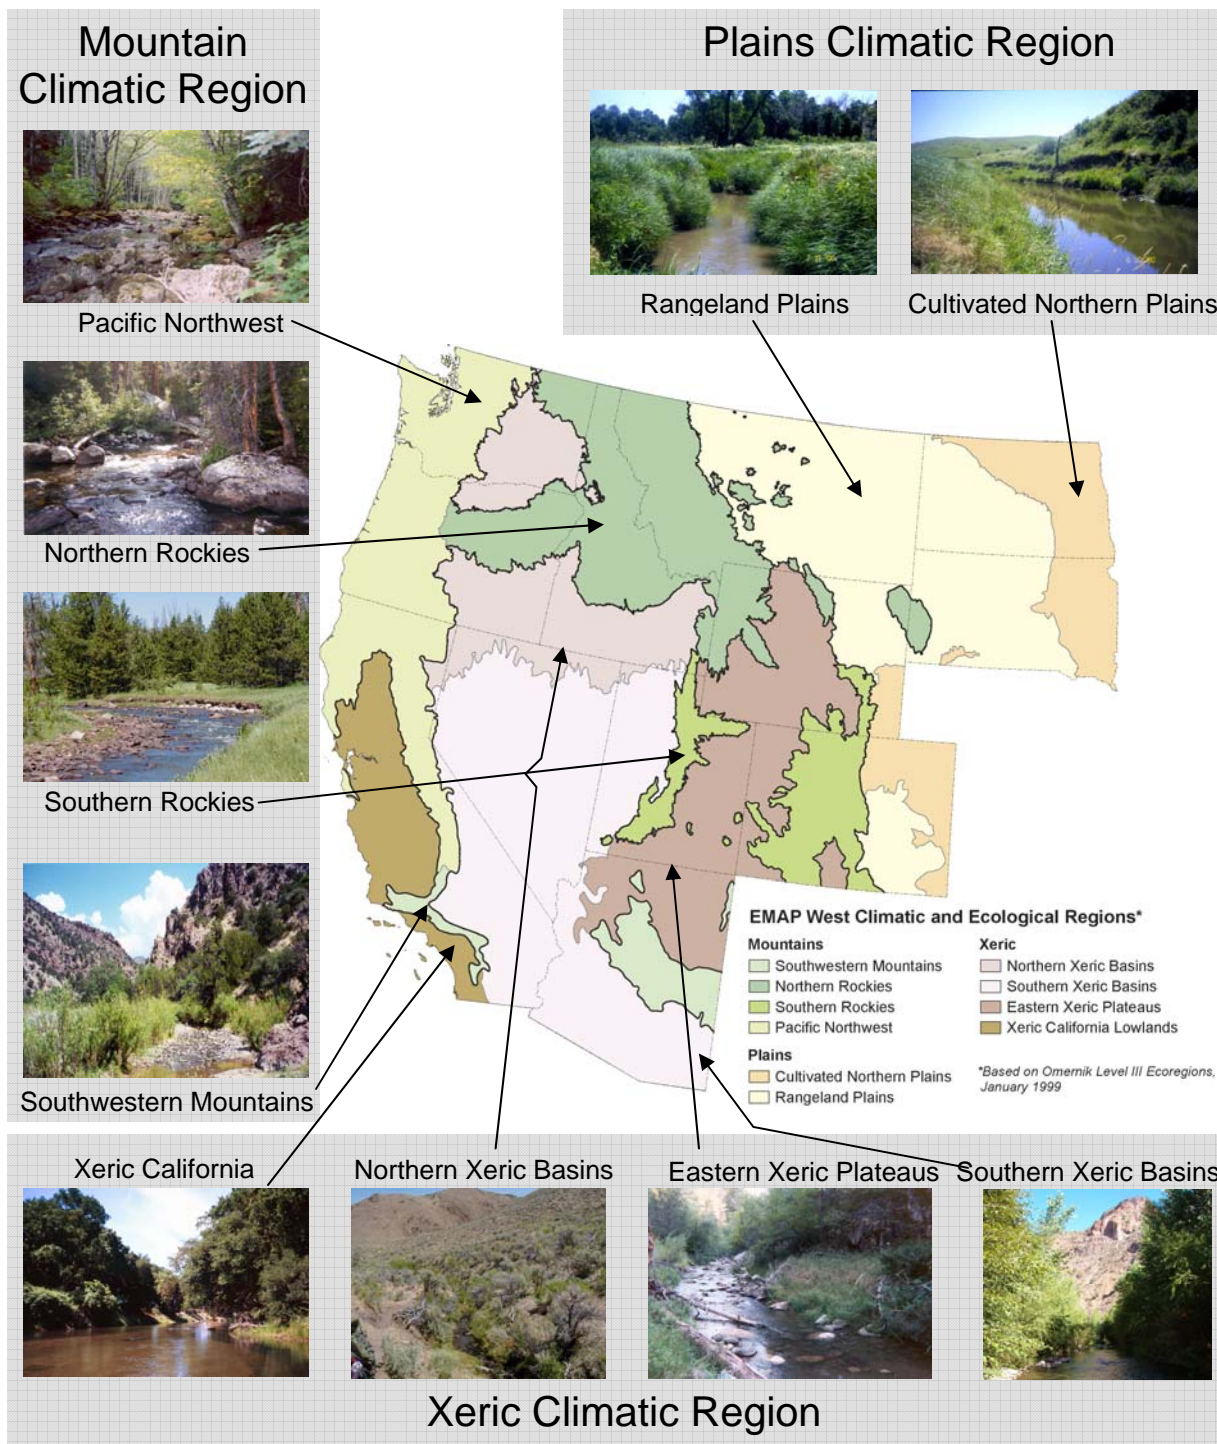 Mountain
Climatic Region
Plains Climatic Region
Pacific Northwest
Rangeland Plains
Cultivated Northern Plains
Northern Rockies
Southern Rockies
Southwestern Mountains
EMAP West Climatic and Ecological Regions*
Mountains
Southwestern Mountains
Northern Rockies
Southern Rockies
Pacific Northwest
Plains
Cultivated Northern Plains
Rangeland Plains
Xeric
Northern Xeric Basins
Southern Xeric Basins
Eastern Xeric Plateaus
Xeric California Lowlands
*Based on Omernik Level III Ecoregions,
January 1999
Xeric California
Northern Xeric Basins
Eastern Xeric Plateaus
Southern Xeric Basins
Xeric Climatic Region